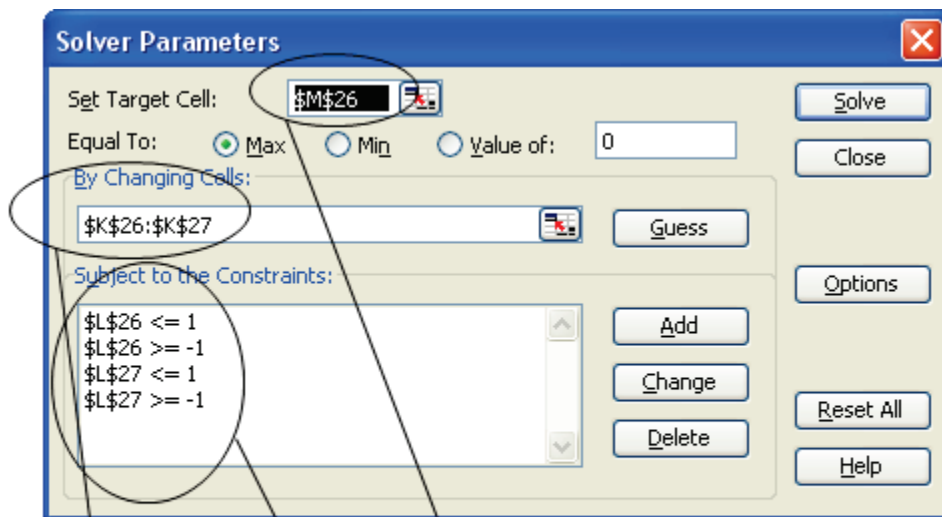 Solver Parameters
Set Target Cell: $M$26 Solve
Equal To: Max Min Value of: 0 Close
By Changing Cells:
$K$26:$K$27 Guess
Subject to the Constraints: Options
$L$26 <= 1 Add
$L$26 >= -1
$L$27 <= 1 Change
$L$27 >= -1 Reset All
Delete
Help